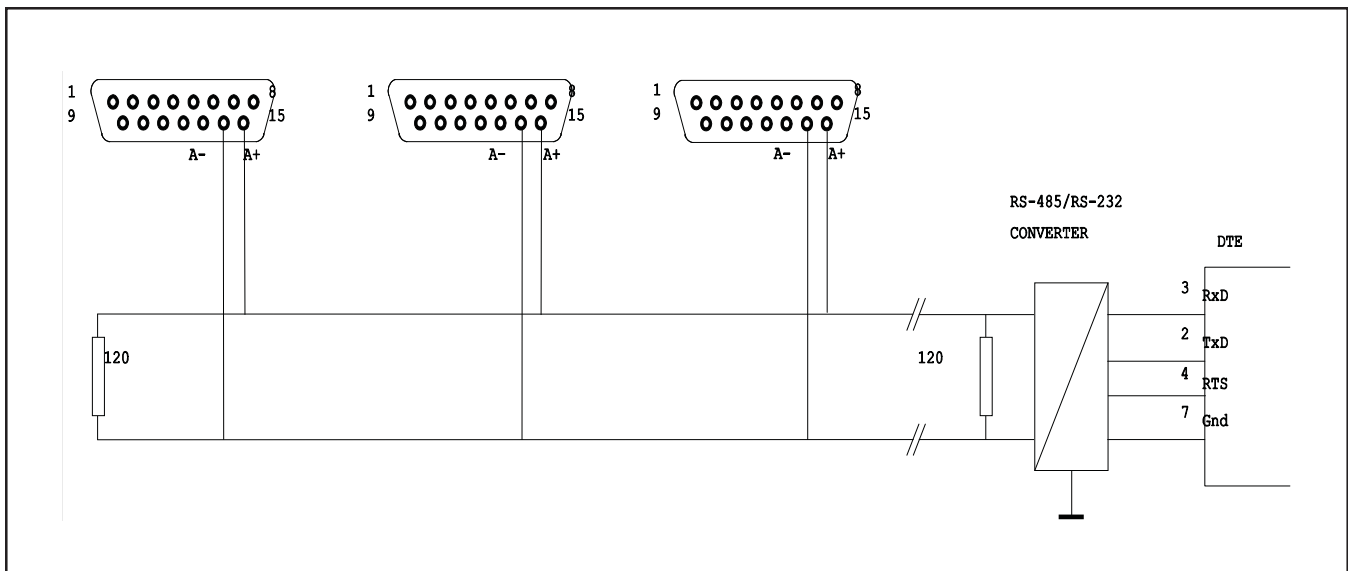 1 8 1 8 1 8
9 15 9 15 9 15
A- A+ A- A+ A- A+
RS-485/RS-232
CONVERTER
DTE
3 RxD
2 TxD
120 120
4 RTS
7 Gnd